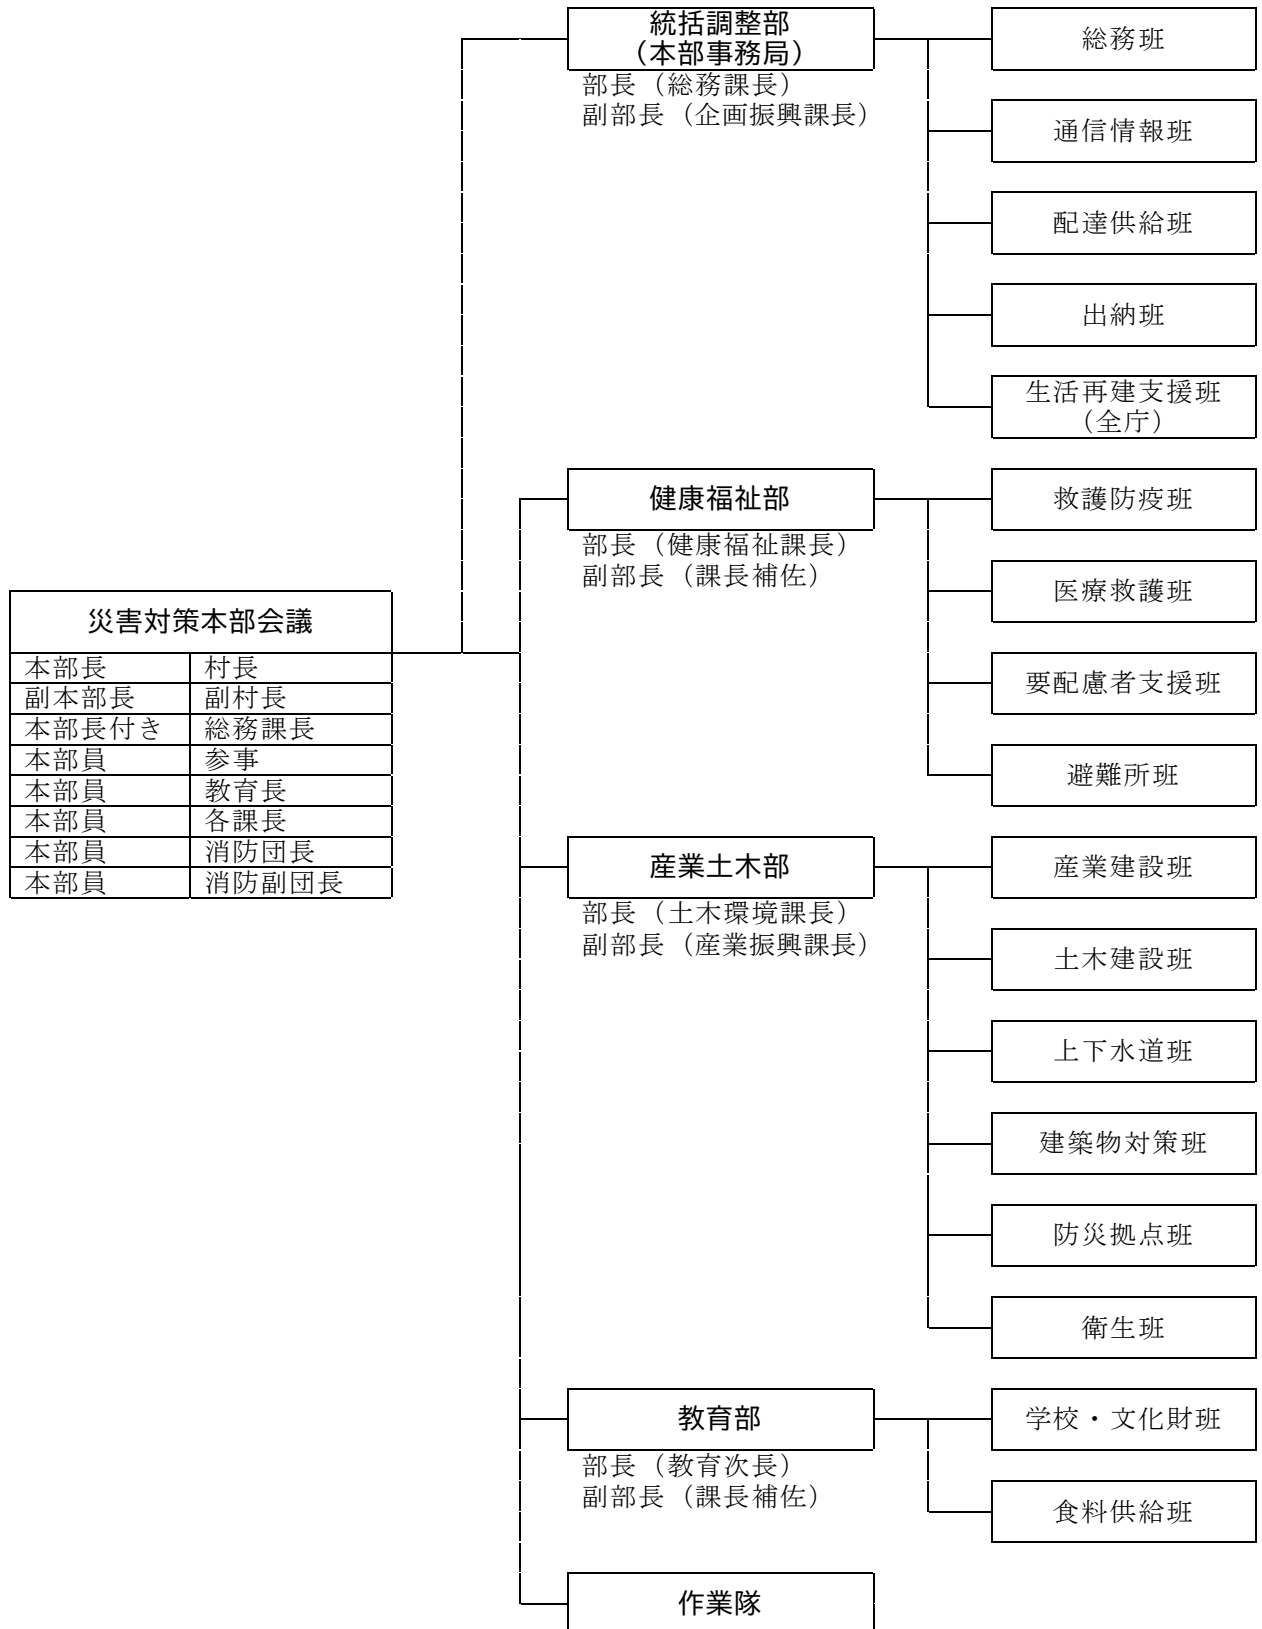 統括調整部
（本部事務局）
部長（総務課長）
副部長（企画振興課長）
総務班
通信情報班
配達供給班
出納班
生活再建支援班
（全庁）
健康福祉部
部長（健康福祉課長）
副部長（課長補佐）
救護防疫班
医療救護班
要配慮者支援班
避難所班
災害対策本部会議
本部長 村長
副本部長 副村長
本部長付き 総務課長
本部員 参事
本部員 教育長
本部員 各課長
本部員 消防団長
本部員 消防副団長
産業土木部
部長（土木環境課長）
副部長（産業振興課長）
産業建設班
土木建設班
上下水道班
建築物対策班
防災拠点班
衛生班
教育部
部長（教育次長）
副部長（課長補佐）
学校・文化財班
食料供給班
作業隊